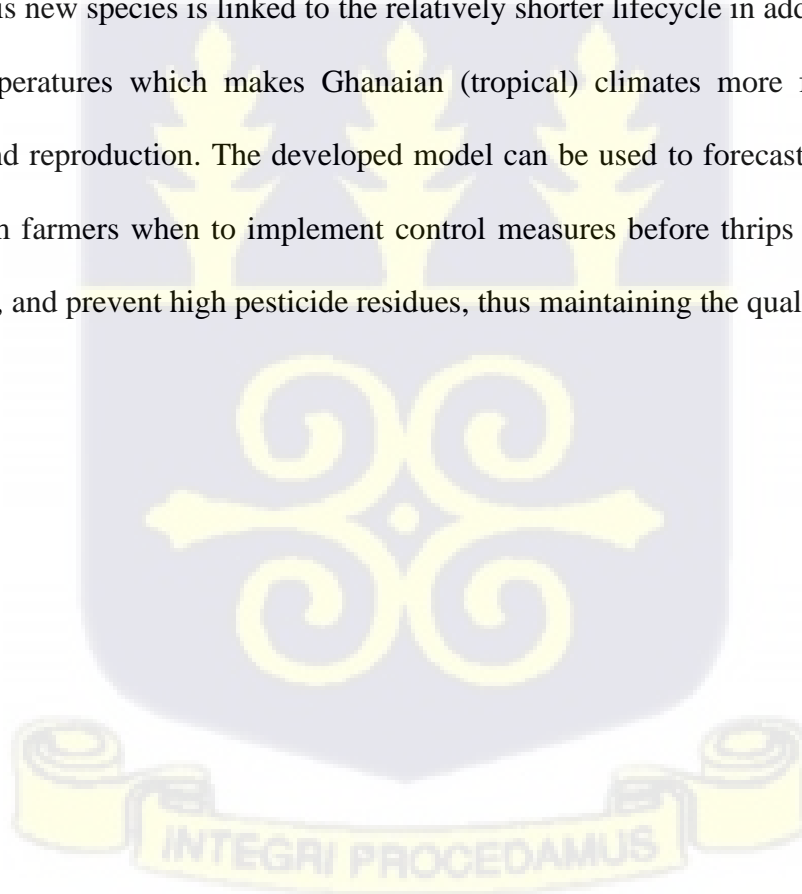 is new species is linked to the relatively shorter lifecycle in add
peratures which makes Ghanaian (tropical) climates more
nd reproduction. The developed model can be used to forecast
farmers when to implement control measures before thrips
, and prevent high pesticide residues, thus maintaining the qual
INTEGRI PROCEDAMUS